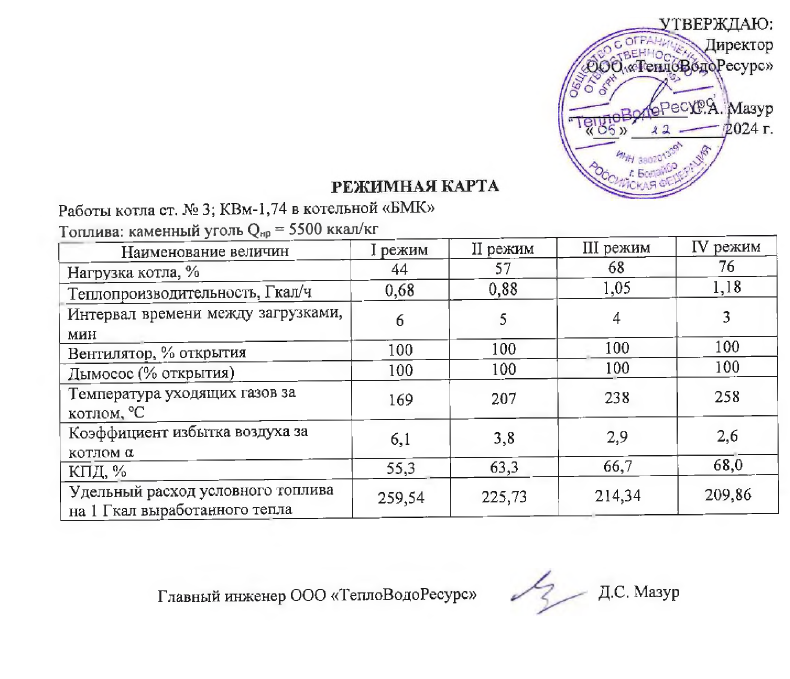 УТВЕРЖДАЮ:
Директор
ООО «ТеплоВодоРесурс»
С.А. Мазур
«06» 12 2024 г.
ОБЩЕСТВО С ОГРАНИЧЕННОЙ
ОТВЕТСТВЕННОСТЬЮ
ОГРН
"ТеплоВодоРесурс"
ИНН 3802013391
г. Бодайбо
РОССИЙСКАЯ ФЕДЕРАЦИЯ
РЕЖИМНАЯ КАРТА
Работы котла ст. № 3; КВм-1,74 в котельной «БМК»
Топлива: каменный уголь Qнр = 5500 ккал/кг
Наименование величин I режим II режим III режим IV режим
Нагрузка котла, % 44 57 68 76
Теплопроизводительность, Гкал/ч 0,68 0,88 1,05 1,18
Интервал времени между загрузками,
мин 6 5 4 3
Вентилятор, % открытия 100 100 100 100
Дымосос (% открытия) 100 100 100 100
Температура уходящих газов за
котлом, °С 169 207 238 258
Коэффициент избытка воздуха за
котлом α 6,1 3,8 2,9 2,6
КПД, % 55,3 63,3 66,7 68,0
Удельный расход условного топлива
на 1 Гкал выработанного тепла 259,54 225,73 214,34 209,86
Главный инженер ООО «ТеплоВодоРесурс» Д.С. Мазур